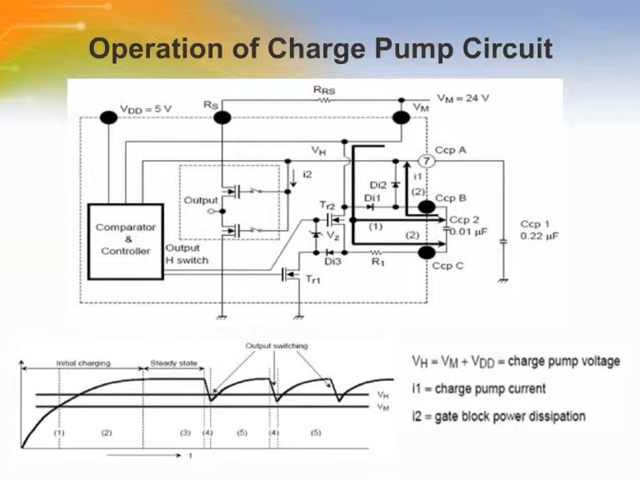 Operation of Charge Pump Circuit
RRS
VDD = 5 V
RS
VM = 24 V
VM
VH
Ccp A
7
i2
i1
Di2
(2)
Output
Tr2
Di1
Ccp B
Comparator
&
Controller
(1)
Ccp 2
0.01 µF
Ccp 1
0.22 µF
VZ
(2)
Output
H switch
Di3
R1
Tr1
Ccp C
Output switching
Initial charging
Steady state
VH
VM
(1) (2) (3) (4) (5) (4) (5)
t
VH = VM + VDD = charge pump voltage
i1 = charge pump current
i2 = gate block power dissipation